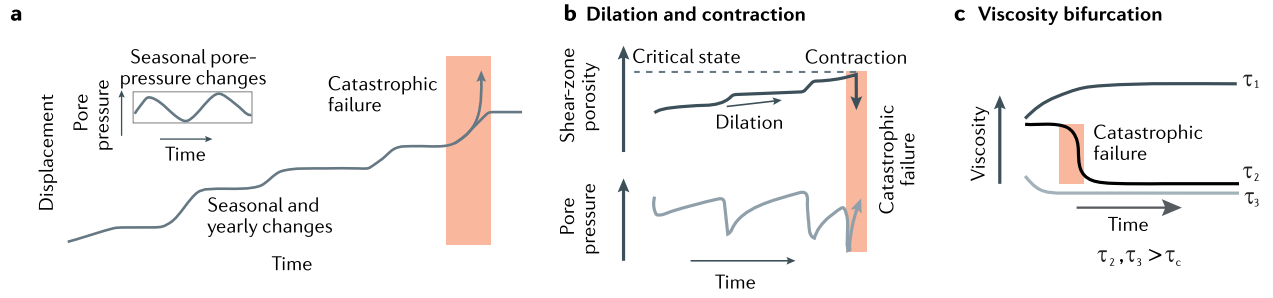 a
Seasonal pore-
pressure changes
Pore
pressure
Time
Catastrophic
failure
Displacement
Seasonal and
yearly changes
Time
b Dilation and contraction
Critical state
Contraction
Shear-zone
porosity
Dilation
Catastrophic
failure
Pore
pressure
Time
c Viscosity bifurcation
τ₁
Viscosity
Catastrophic
failure
τ₂
τ₃
Time
τ₂,τ₃>τc